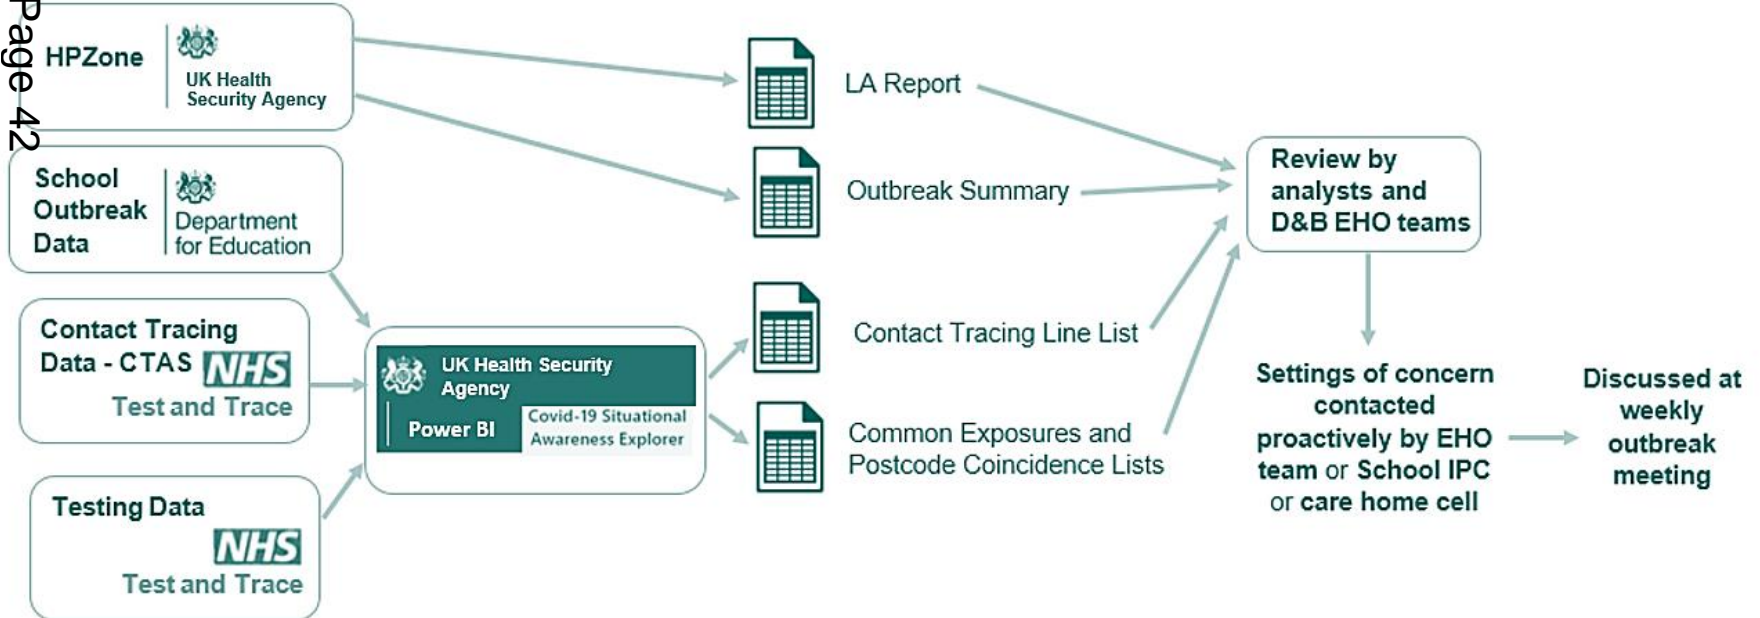 Page 42
HPZone
UK Health
Security Agency
School
Outbreak
Data
Department
for Education
Contact Tracing
Data - CTAS NHS
Test and Trace
Testing Data
NHS
Test and Trace
UK Health Security
Agency
Power BI
Covid-19 Situational
Awareness Explorer
LA Report
Outbreak Summary
Contact Tracing Line List
Common Exposures and
Postcode Coincidence Lists
Review by
analysts and
D&B EHO teams
Settings of concern
contacted
proactively by EHO
team or School IPC
or care home cell
Discussed at
weekly
outbreak
meeting